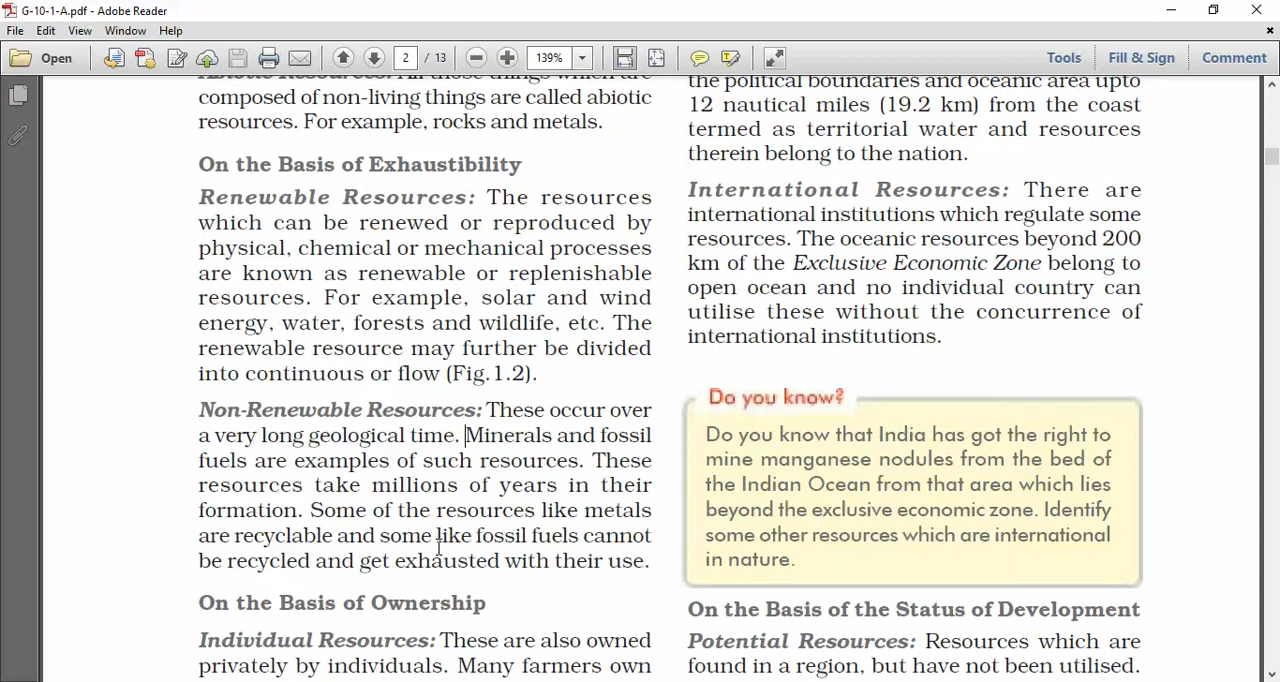 G-10-1-A.pdf - Adobe Reader
File Edit View Window Help
Open 2 / 13 139% Tools Fill & Sign Comment
Abiotic Resources: All those things which are
composed of non-living things are called abiotic
resources. For example, rocks and metals.
On the Basis of Exhaustibility
Renewable Resources: The resources
which can be renewed or reproduced by
physical, chemical or mechanical processes
are known as renewable or replenishable
resources. For example, solar and wind
energy, water, forests and wildlife, etc. The
renewable resource may further be divided
into continuous or flow (Fig.1.2).
Non-Renewable Resources: These occur over
a very long geological time. Minerals and fossil
fuels are examples of such resources. These
resources take millions of years in their
formation. Some of the resources like metals
are recyclable and some like fossil fuels cannot
be recycled and get exhausted with their use.
On the Basis of Ownership
Individual Resources: These are also owned
privately by individuals. Many farmers own
the political boundaries and oceanic area upto
12 nautical miles (19.2 km) from the coast
termed as territorial water and resources
therein belong to the nation.
International Resources: There are
international institutions which regulate some
resources. The oceanic resources beyond 200
km of the Exclusive Economic Zone belong to
open ocean and no individual country can
utilise these without the concurrence of
international institutions.
Do you know?
Do you know that India has got the right to
mine manganese nodules from the bed of
the Indian Ocean from that area which lies
beyond the exclusive economic zone. Identify
some other resources which are international
in nature.
On the Basis of the Status of Development
Potential Resources: Resources which are
found in a region, but have not been utilised.